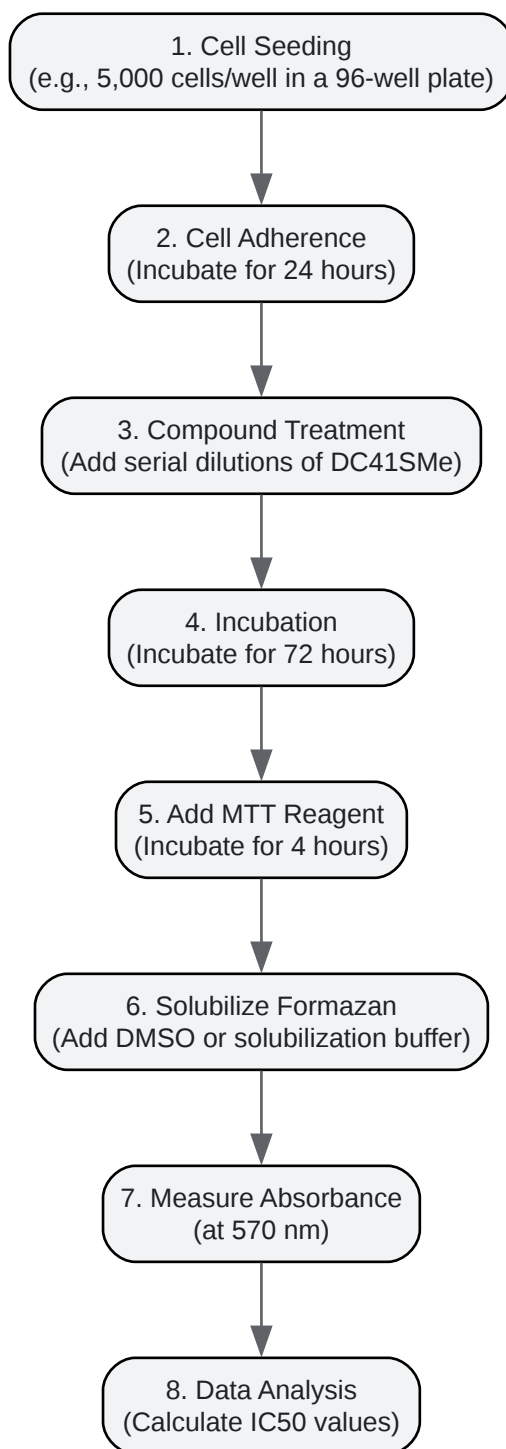 1. Cell Seeding
(e.g., 5,000 cells/well in a 96-well plate)
2. Cell Adherence
(Incubate for 24 hours)
3. Compound Treatment
(Add serial dilutions of DC41SMe)
4. Incubation
(Incubate for 72 hours)
5. Add MTT Reagent
(Incubate for 4 hours)
6. Solubilize Formazan
(Add DMSO or solubilization buffer)
7. Measure Absorbance
(at 570 nm)
8. Data Analysis
(Calculate IC50 values)